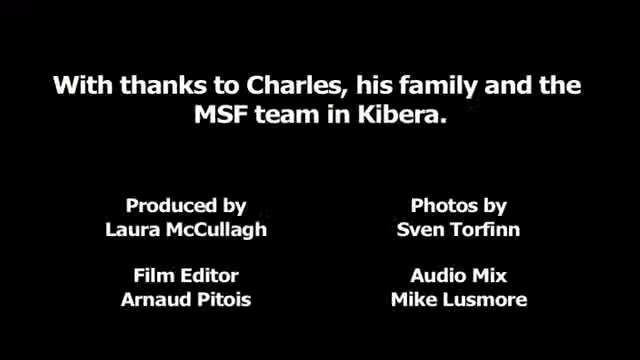 With thanks to Charles, his family and the
MSF team in Kibera.
Produced by
Laura McCullagh
Photos by
Sven Torfinn
Film Editor
Arnaud Pitois
Audio Mix
Mike Lusmore